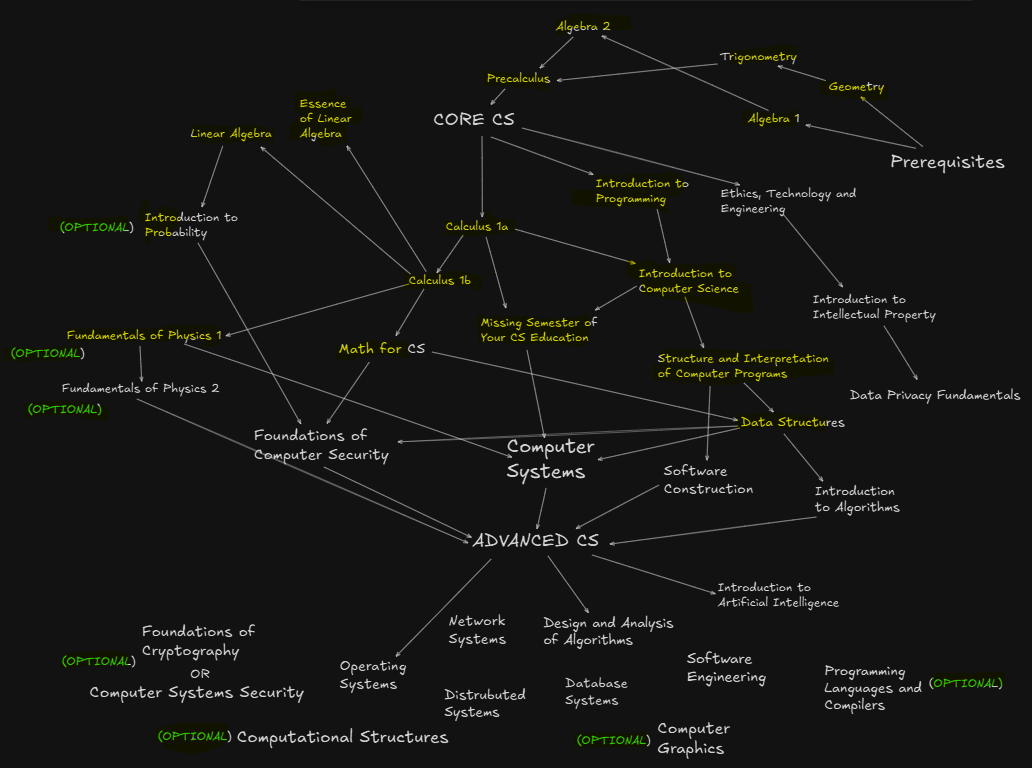 Algebra 2
Trigonometry
Precalculus
Geometry
Essence
of Linear
Algebra
CORE CS
Algebra 1
Linear Algebra
Prerequisites
Introduction to
Programming
Ethics, Technology and
Engineering
(OPTIONAL)
Introduction to
Probability
Calculus 1a
Calculus 1b
Introduction to
Computer Science
Introduction to
Intellectual Property
Fundamentals of Physics 1
(OPTIONAL)
Missing Semester of
Your CS Education
Math for CS
Structure and Interpretation
of Computer Programs
Fundamentals of Physics 2
(OPTIONAL)
Data Privacy Fundamentals
Data Structures
Foundations of
Computer Security
Computer
Systems
Software
Construction
Introduction
to Algorithms
ADVANCED CS
Introduction to
Artificial Intelligence
Network
Systems
Design and Analysis
of Algorithms
Foundations of
Cryptography
(OPTIONAL)
OR
Computer Systems Security
Operating
Systems
Software
Engineering
Distrubuted
Systems
Database
Systems
Programming
Languages and
Compilers
(OPTIONAL)
(OPTIONAL) Computational Structures
(OPTIONAL)
Computer
Graphics